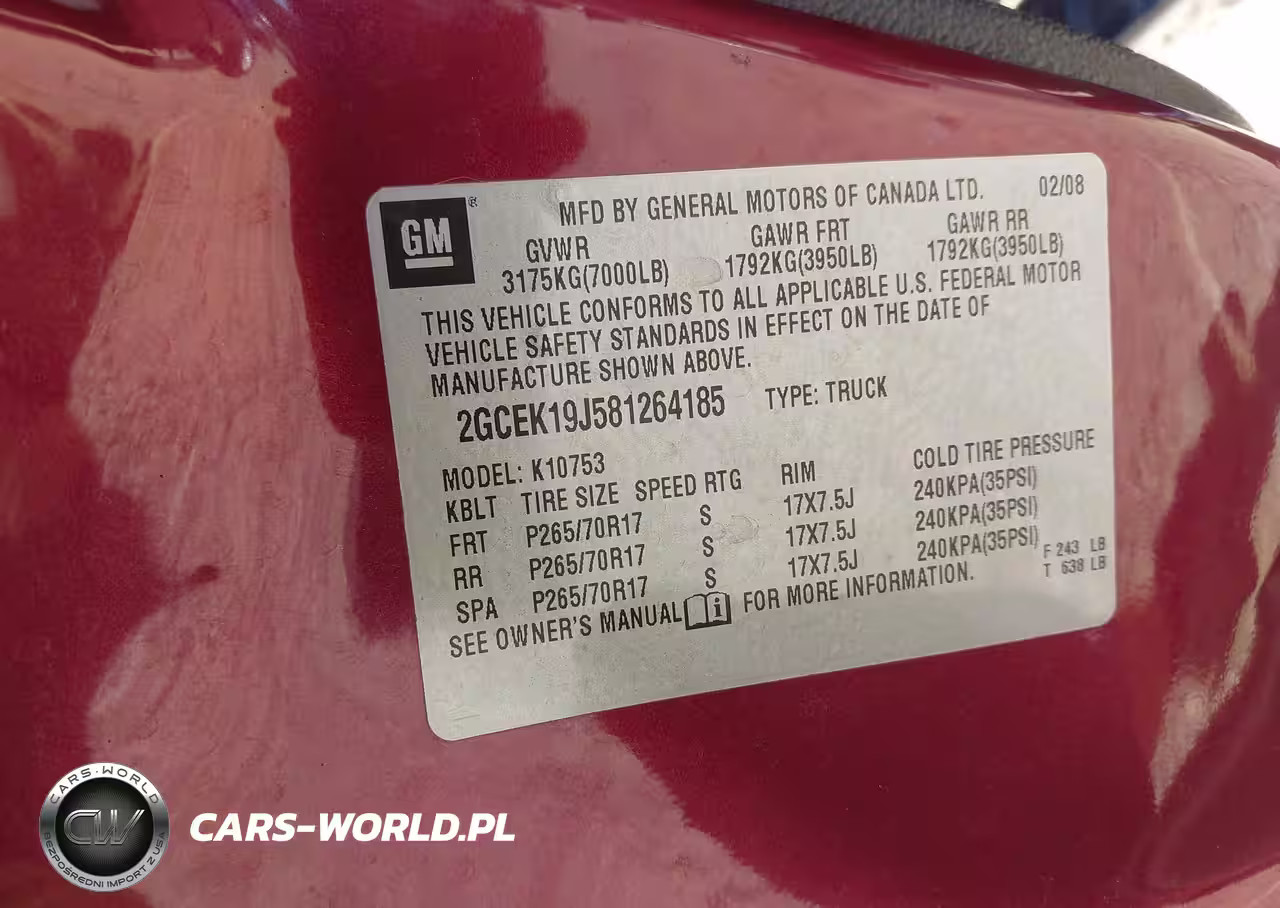 GM®
MFD BY GENERAL MOTORS OF CANADA LTD. 02/08
GVWR GAWR FRT GAWR RR
3175KG(7000LB) 1792KG(3950LB) 1792KG(3950LB)
THIS VEHICLE CONFORMS TO ALL APPLICABLE U.S. FEDERAL MOTOR
VEHICLE SAFETY STANDARDS IN EFFECT ON THE DATE OF
MANUFACTURE SHOWN ABOVE.
2GCEK19J581264185 TYPE: TRUCK
MODEL: K10753
KBLT TIRE SIZE SPEED RTG RIM COLD TIRE PRESSURE
FRT P265/70R17 S 17X7.5J 240KPA(35PSI)
RR P265/70R17 S 17X7.5J 240KPA(35PSI)
SPA P265/70R17 S 17X7.5J 240KPA(35PSI)
F 243 LB
T 638 LB
SEE OWNER'S MANUAL i FOR MORE INFORMATION.
CARS-WORLD
CW
BEZPOŚREDNI IMPORT Z USA
CARS-WORLD.PL